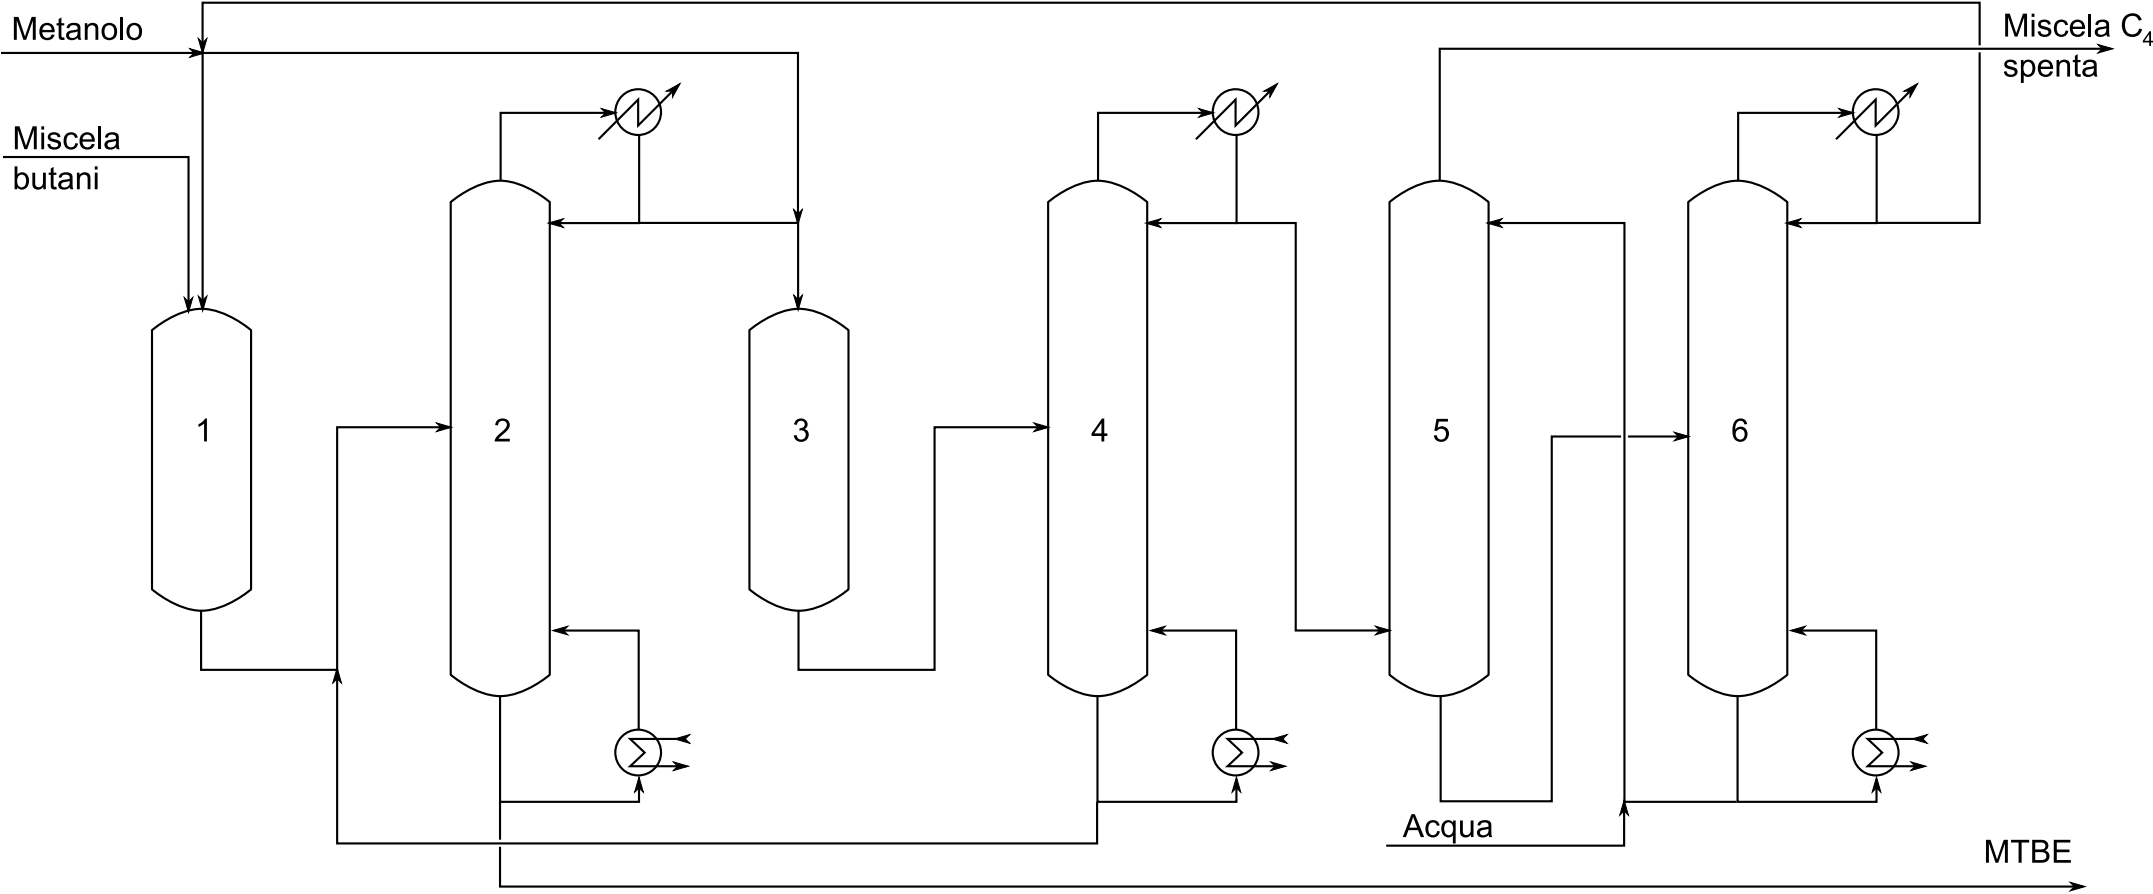 Metanolo
Miscela C4
spenta
Miscela
butani
1
2
3
4
5
6
Acqua
MTBE